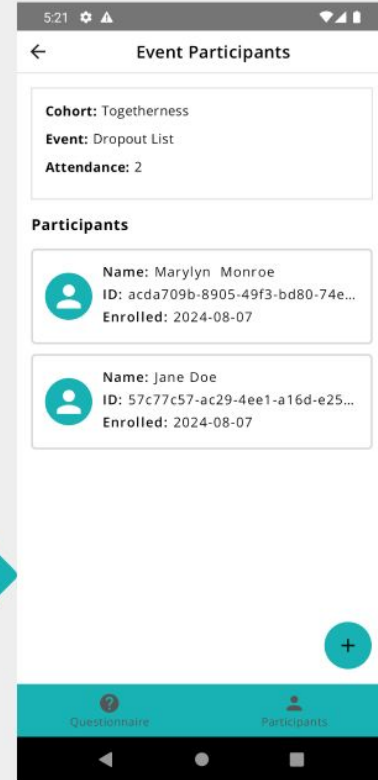 5:21
Event Participants
Cohort: Togetherness
Event: Dropout List
Attendance: 2
Participants
Name: Marylyn Monroe
ID: acda709b-8905-49f3-bd80-74e...
Enrolled: 2024-08-07
Name: Jane Doe
ID: 57c77c57-ac29-4ee1-a16d-e25...
Enrolled: 2024-08-07
Questionnaire
Participants